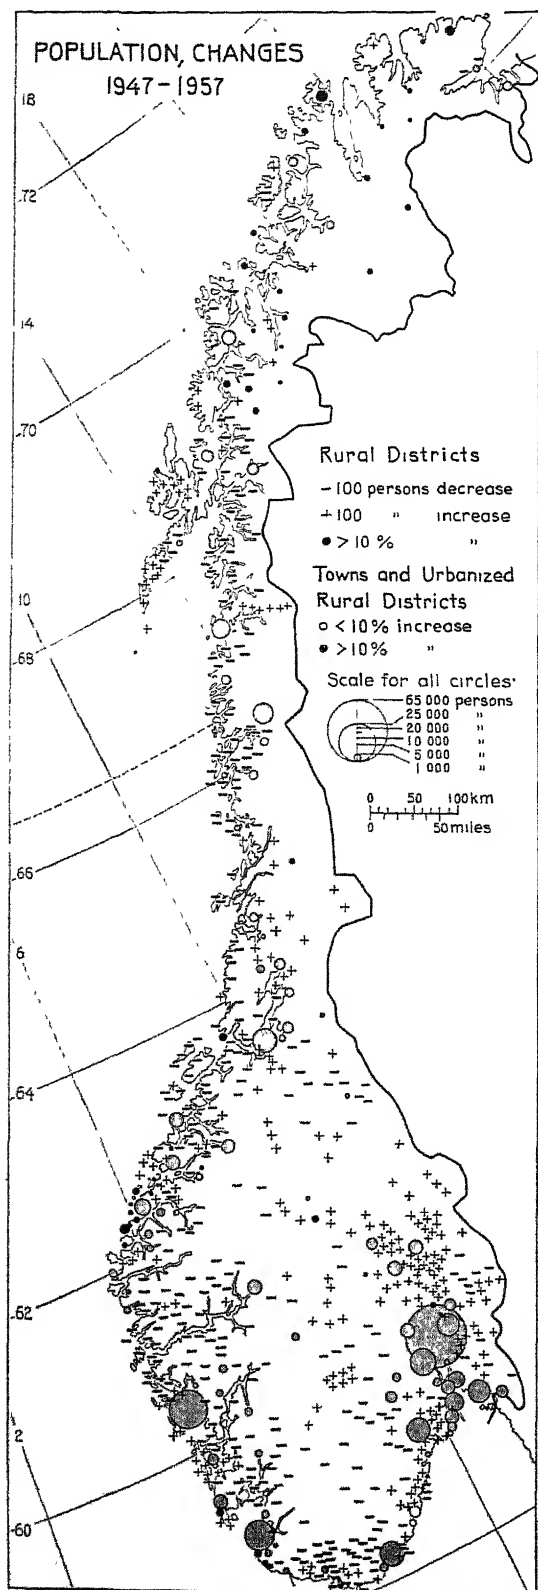 POPULATION, CHANGES
1947-1957
18
72
14
70
Rural Districts
-100 persons decrease
+100 " increase
• >10 % "
Towns and Urbanized
Rural Districts
o <10% increase
>10% "
Scale for all circles·
65 000 persons
25 000 "
20 000 "
10 000 "
5 000 "
1 000 "
0 50 100km
0 50miles
10
68
66
6
64
62
2
60